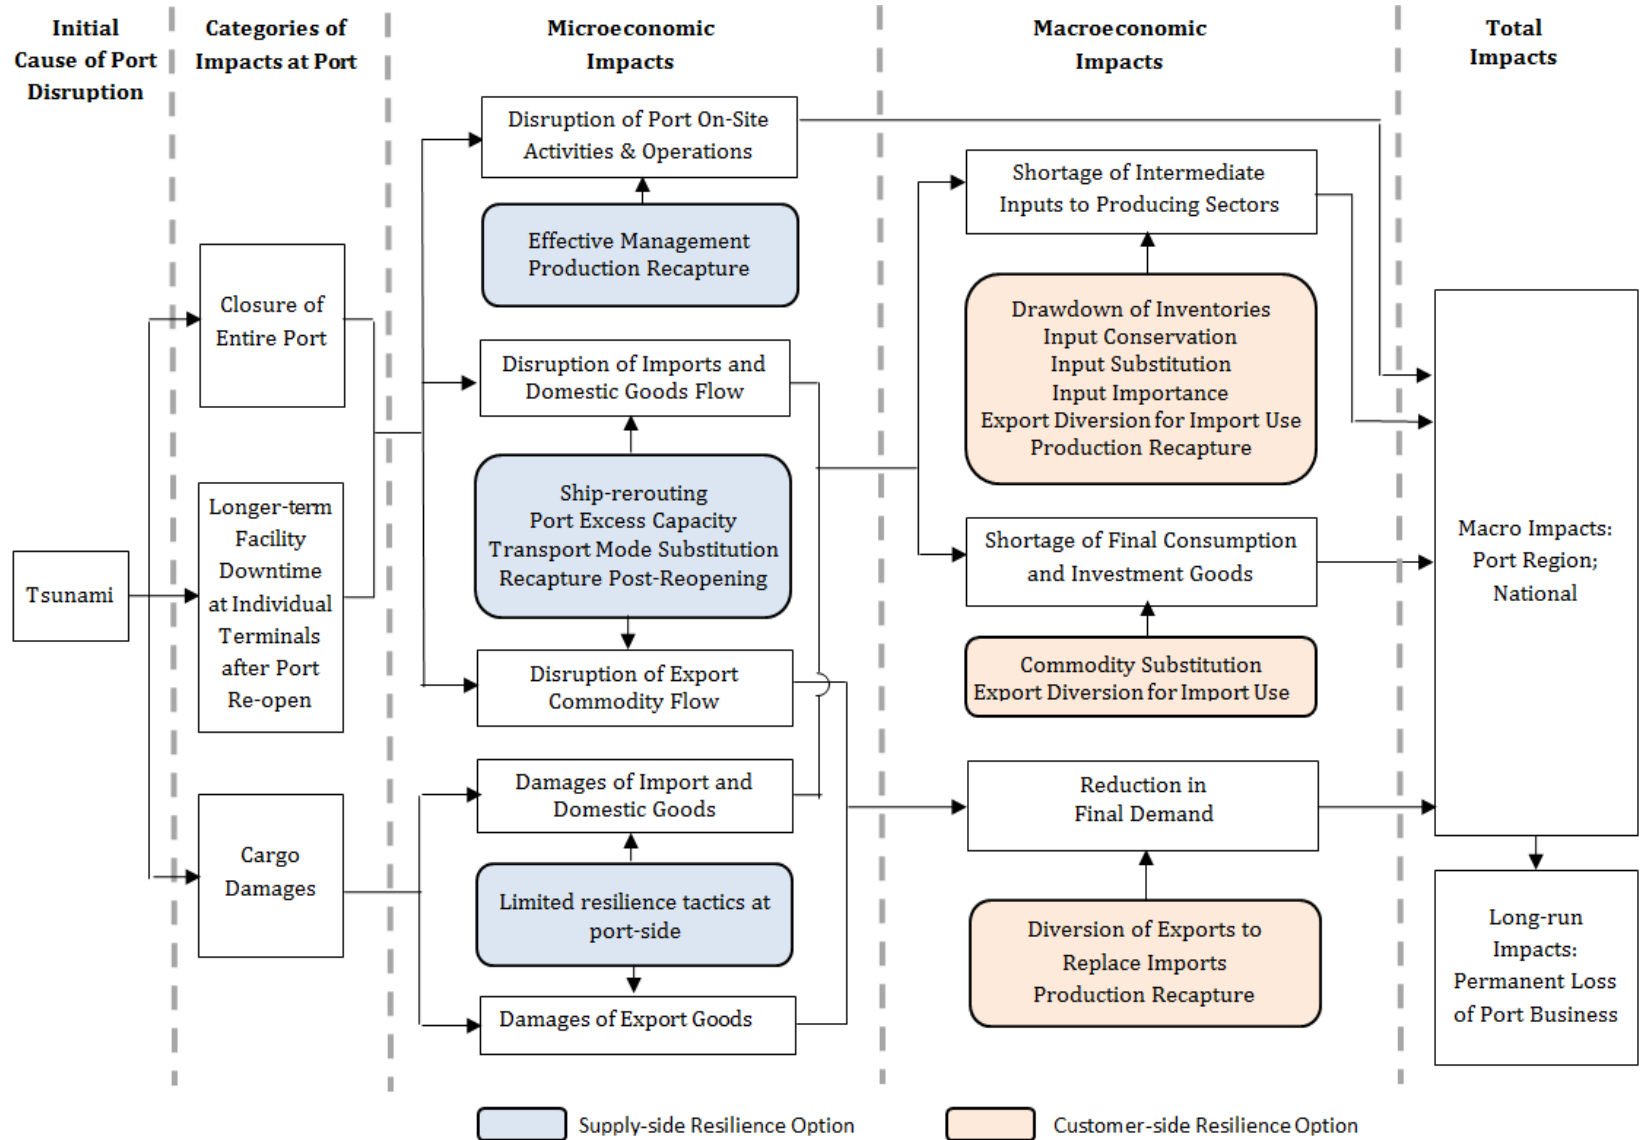 Initial
Cause of Port
Disruption
Categories of
Impacts at Port
Microeconomic
Impacts
Macroeconomic
Impacts
Total
Impacts
Tsunami
Closure of
Entire Port
Longer-term
Facility
Downtime
at Individual
Terminals
after Port
Re-open
Cargo
Damages
Disruption of Port On-Site
Activities & Operations
Effective Management
Production Recapture
Disruption of Imports and
Domestic Goods Flow
Ship-rerouting
Port Excess Capacity
Transport Mode Substitution
Recapture Post-Reopening
Disruption of Export
Commodity Flow
Damages of Import and
Domestic Goods
Limited resilience tactics at
port-side
Damages of Export Goods
Shortage of Intermediate
Inputs to Producing Sectors
Drawdown of Inventories
Input Conservation
Input Substitution
Input Importance
Export Diversion for Import Use
Production Recapture
Shortage of Final Consumption
and Investment Goods
Commodity Substitution
Export Diversion for Import Use
Reduction in
Final Demand
Diversion of Exports to
Replace Imports
Production Recapture
Macro Impacts:
Port Region;
National
Long-run
Impacts:
Permanent Loss
of Port Business
Supply-side Resilience Option
Customer-side Resilience Option